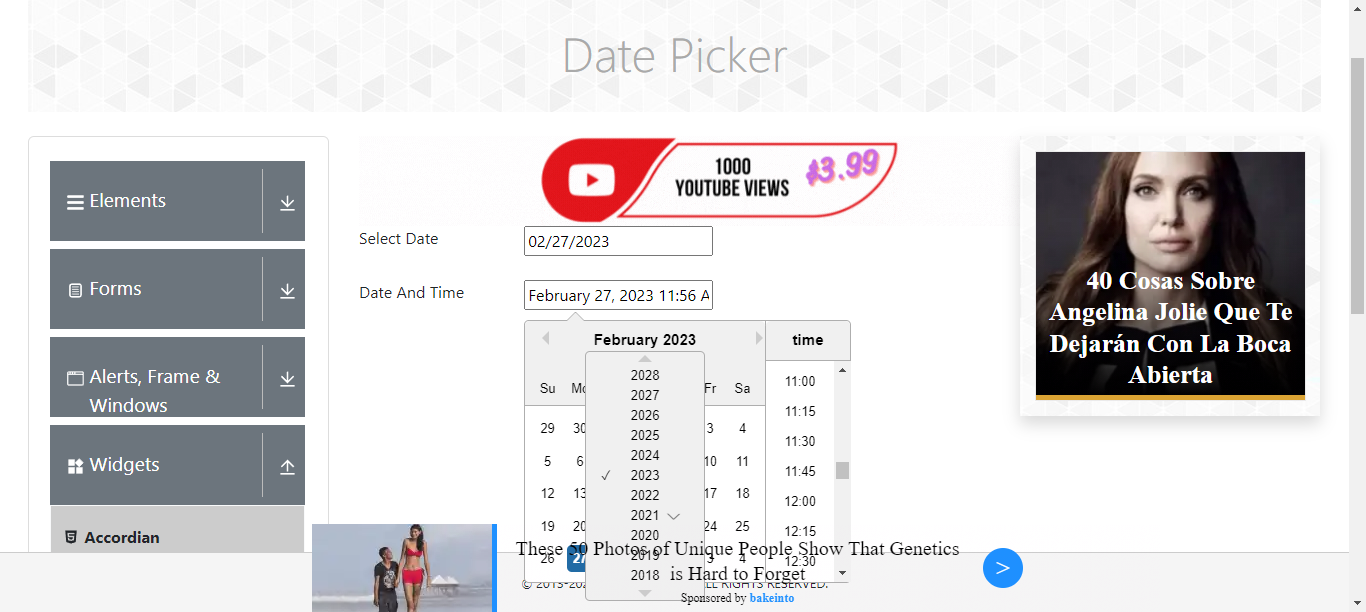 Date Picker
Elements
Forms
Alerts, Frame &
Windows
Widgets
Accordian
1000
YOUTUBE VIEWS
$3.99
Select Date
02/27/2023
Date And Time
February 27, 2023 11:56 A
February 2023
time
2028
2027
2026
2025
2024
✓ 2023
2022
2021
2020
2019
2018
Su Mo Fr Sa
29 30 3 4
5 6 10 11
12 13 17 18
19 20 24 25
26 27 3 4
11:00
11:15
11:30
11:45
12:00
12:15
12:30
40 Cosas Sobre
Angelina Jolie Que Te
Dejarán Con La Boca
Abierta
These 50 Photos of Unique People Show That Genetics
is Hard to Forget
Sponsored by bakeinto
>
RIGHTS RESERVED.